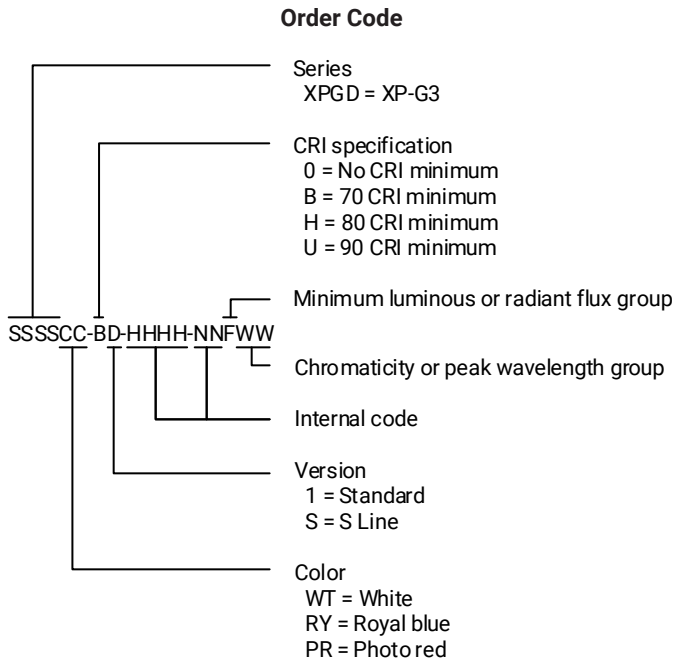 Order Code
Series
XPGD = XP-G3
CRI specification
0 = No CRI minimum
B = 70 CRI minimum
H = 80 CRI minimum
U = 90 CRI minimum
Minimum luminous or radiant flux group
SSSSCC-BD-HHHH-NNFWW
Chromaticity or peak wavelength group
Internal code
Version
1 = Standard
S = S Line
Color
WT = White
RY = Royal blue
PR = Photo red